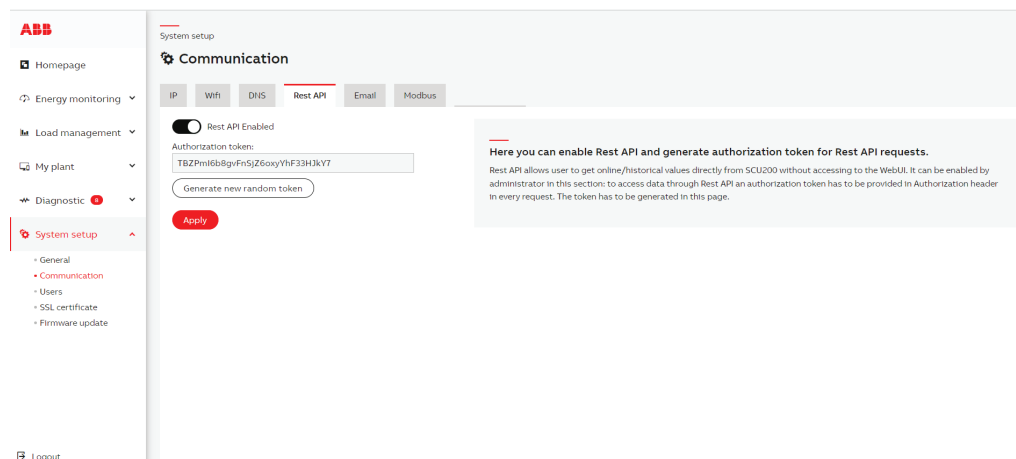 ABB
Homepage
Energy monitoring
Load management
My plant
Diagnostic
System setup
General
Communication
Users
SSL certificate
Firmware update
Logout
System setup
Communication
IP Wifi DNS Rest API Email Modbus
Rest API Enabled
Authorization token:
TBZPmI6b8gvFnSjZ6oxyYhF33HJkY7
Generate new random token
Apply
Here you can enable Rest API and generate authorization token for Rest API requests.
Rest API allows user to get online/historical values directly from SCU200 without accessing to the WebUI. It can be enabled by
administrator in this section: to access data through Rest API an authorization token has to be provided in Authorization header
in every request. The token has to be generated in this page.